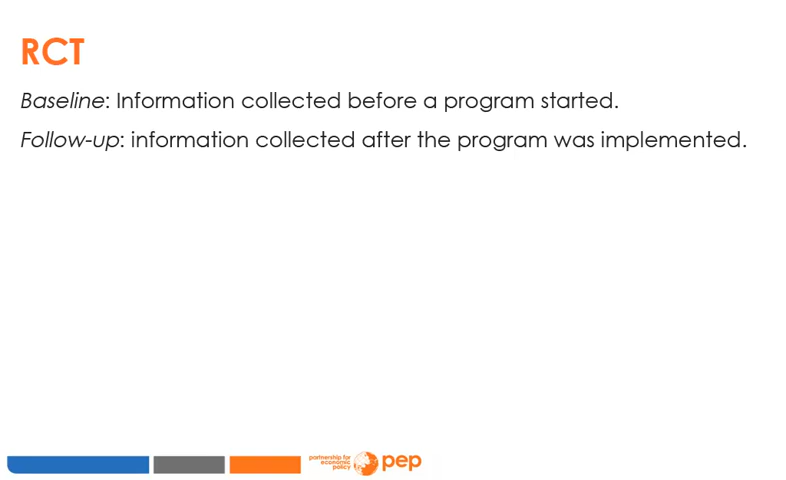 RCT
Baseline: Information collected before a program started.
Follow-up: information collected after the program was implemented.
partnership for
economic
policy
pep